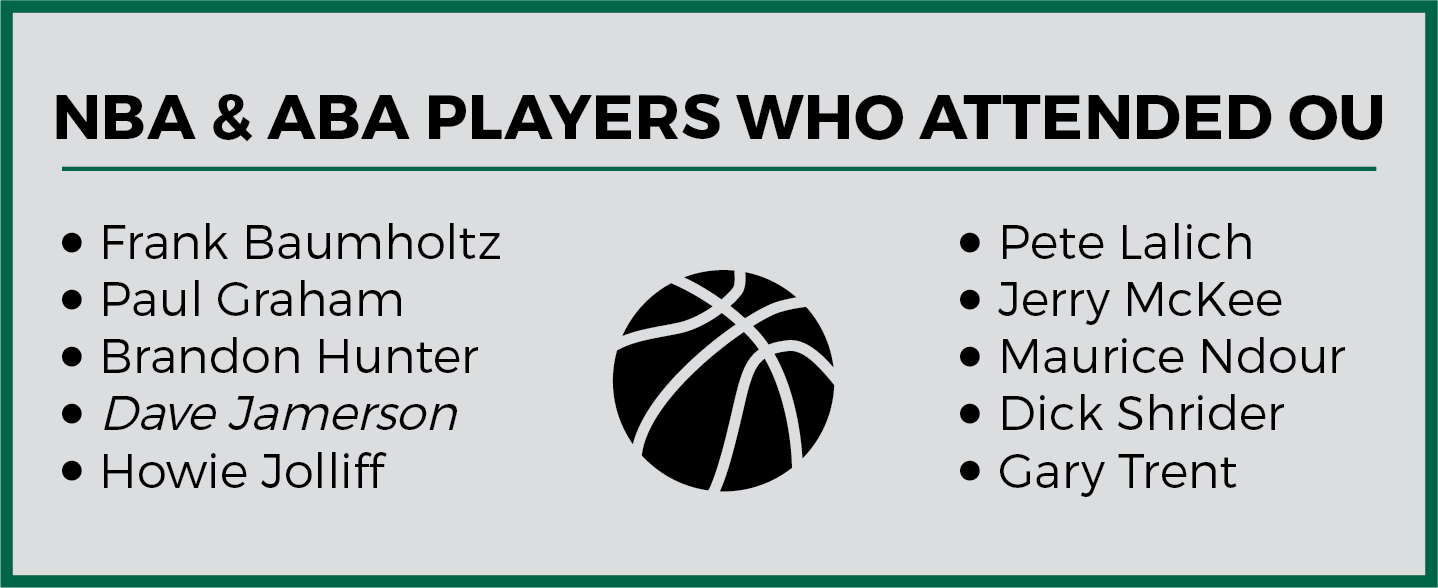 NBA & ABA PLAYERS WHO ATTENDED OU
• Frank Baumholtz
• Paul Graham
• Brandon Hunter
• Dave Jamerson
• Howie Jolliff
• Pete Lalich
• Jerry McKee
• Maurice Ndour
• Dick Shrider
• Gary Trent